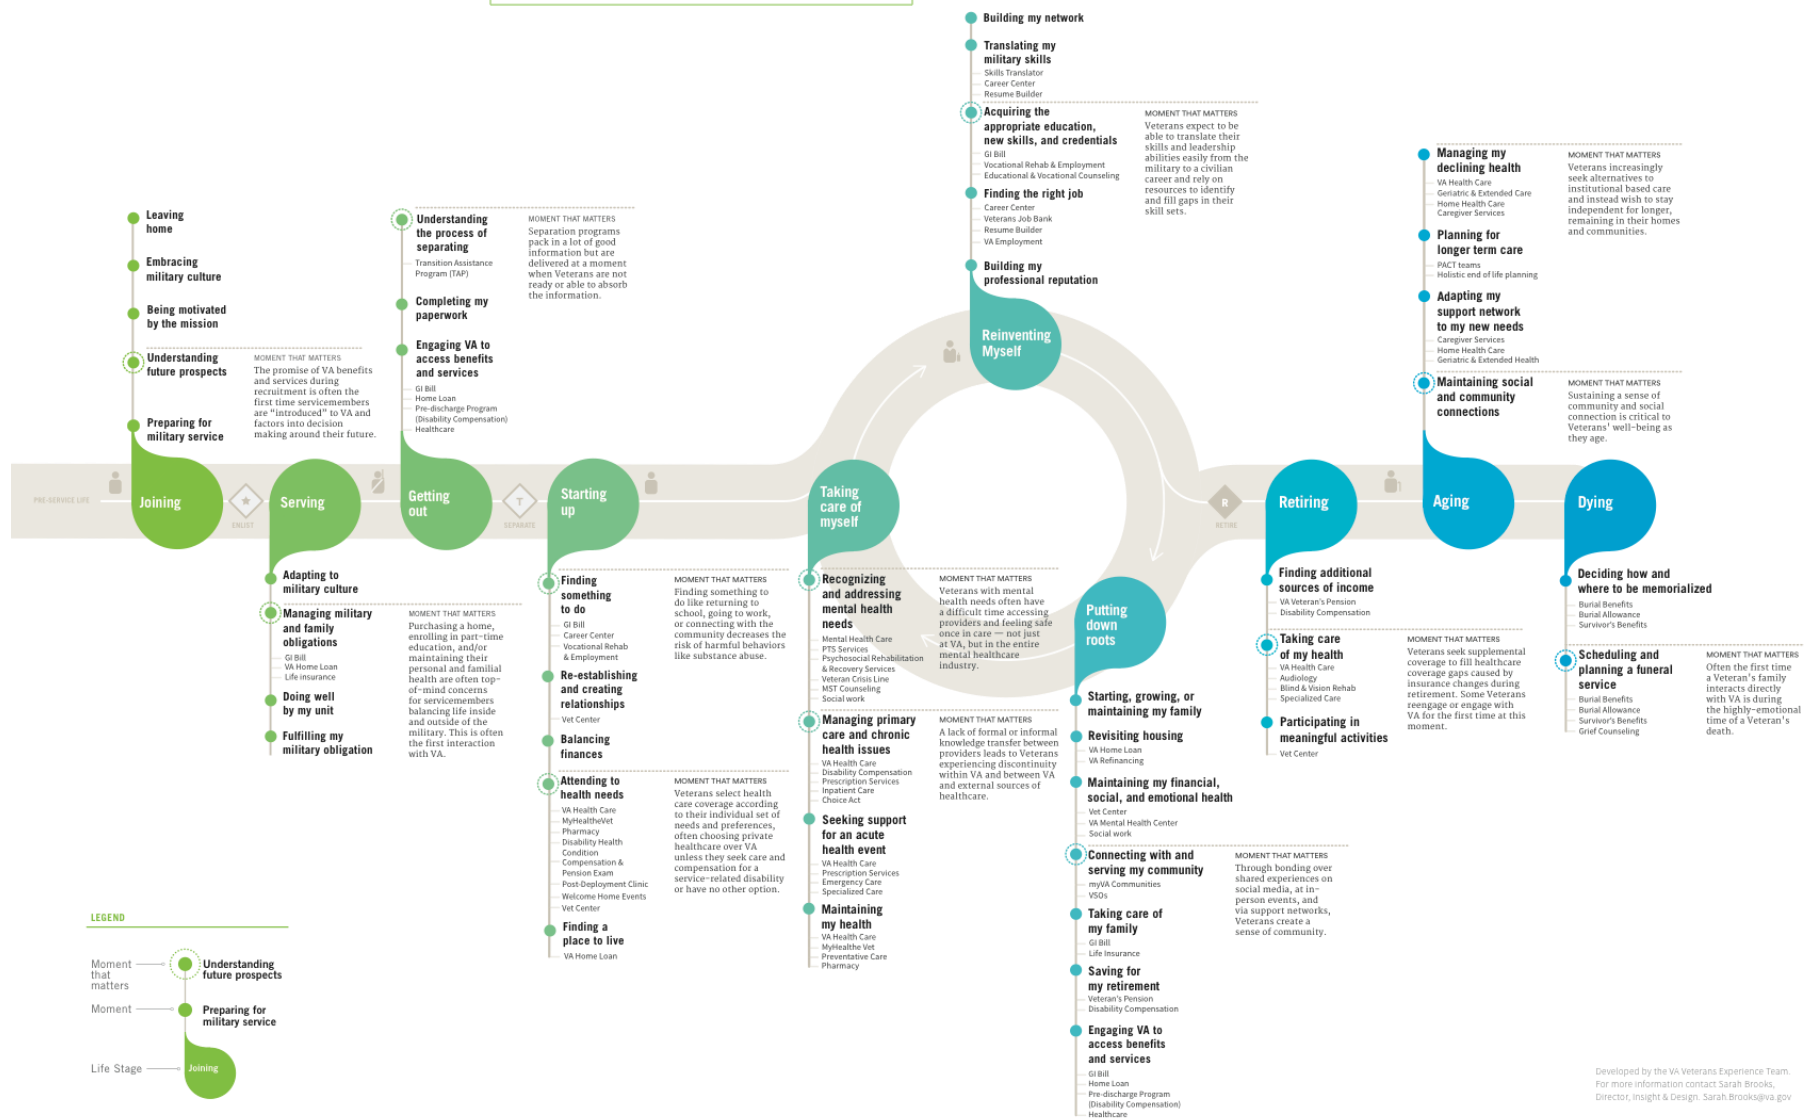 PRE-SERVICE LIFE
Leaving
home
Embracing
military culture
Being motivated
by the mission
Understanding
future prospects
MOMENT THAT MATTERS
The promise of VA benefits
and services during
recruitment is often the
first time servicemembers
are “introduced” to VA and
factors into decision
making around their future.
Preparing for
military service
Joining
ENLIST
Serving
Adapting to
military culture
Managing military
and family
obligations
GI Bill
VA Home Loan
Life insurance
MOMENT THAT MATTERS
Purchasing a home,
enrolling in part-time
education, and/or
maintaining their
personal and familial
health are often top-
of-mind concerns
for servicemembers
balancing life inside
and outside of the
military. This is often
the first interaction
with VA.
Doing well
by my unit
Fulfilling my
military obligation
Understanding
the process of
separating
Transition Assistance
Program (TAP)
MOMENT THAT MATTERS
Separation programs
pack in a lot of good
information but are
delivered at a moment
when Veterans are not
ready or able to absorb
the information.
Completing my
paperwork
Engaging VA to
access benefits
and services
GI Bill
Home Loan
Pre-discharge Program
(Disability Compensation)
Healthcare
Getting
out
T
SEPARATE
Starting
up
Finding
something
to do
GI Bill
Career Center
Vocational Rehab
& Employment
MOMENT THAT MATTERS
Finding something to
do like returning to
school, going to work,
or connecting with the
community decreases the
risk of harmful behaviors
like substance abuse.
Re-establishing
and creating
relationships
Vet Center
Balancing
finances
Attending to
health needs
VA Health Care
MyHealtheVet
Pharmacy
Disability Health
Condition
Compensation &
Pension Exam
Post-Deployment Clinic
Welcome Home Events
Vet Center
MOMENT THAT MATTERS
Veterans select health
care coverage according
to their individual set of
needs and preferences,
often choosing private
healthcare over VA
unless they seek care and
compensation for a
service-related disability
or have no other option.
Finding a
place to live
VA Home Loan
Taking
care of
myself
Recognizing
and addressing
mental health
needs
Mental Health Care
PTS Services
Psychosocial Rehabilitation
& Recovery Services
Veteran Crisis Line
MST Counseling
Social work
MOMENT THAT MATTERS
Veterans with mental
health needs often have
a difficult time accessing
providers and feeling safe
once in care — not just
at VA, but in the entire
mental healthcare
industry.
Managing primary
care and chronic
health issues
VA Health Care
Disability Compensation
Prescription Services
Inpatient Care
Choice Act
MOMENT THAT MATTERS
A lack of formal or informal
knowledge transfer between
providers leads to Veterans
experiencing discontinuity
within VA and between VA
and external sources of
healthcare.
Seeking support
for an acute
health event
VA Health Care
Prescription Services
Emergency Care
Specialized Care
Maintaining
my health
VA Health Care
MyHealthe Vet
Preventative Care
Pharmacy
Building my network
Translating my
military skills
Skills Translator
Career Center
Resume Builder
Acquiring the
appropriate education,
new skills, and credentials
GI Bill
Vocational Rehab & Employment
Educational & Vocational Counseling
MOMENT THAT MATTERS
Veterans expect to be
able to translate their
skills and leadership
abilities easily from the
military to a civilian
career and rely on
resources to identify
and fill gaps in their
skill sets.
Finding the right job
Career Center
Veterans Job Bank
Resume Builder
VA Employment
Building my
professional reputation
Reinventing
Myself
Putting
down
roots
Starting, growing, or
maintaining my family
Revisiting housing
VA Home Loan
VA Refinancing
Maintaining my financial,
social, and emotional health
Vet Center
VA Mental Health Center
Social work
Connecting with and
serving my community
myVA Communities
VSOs
MOMENT THAT MATTERS
Through bonding over
shared experiences on
social media, at in-
person events, and
via support networks,
Veterans create a
sense of community.
Taking care of
my family
GI Bill
Life Insurance
Saving for
my retirement
Veteran's Pension
Disability Compensation
Engaging VA to
access benefits
and services
GI Bill
Home Loan
Pre-discharge Program
(Disability Compensation)
Healthcare
R
RETIRE
Retiring
Finding additional
sources of income
VA Veteran's Pension
Disability Compensation
Taking care
of my health
VA Health Care
Audiology
Blind & Vision Rehab
Specialized Care
MOMENT THAT MATTERS
Veterans seek supplemental
coverage to fill healthcare
coverage gaps caused by
insurance changes during
retirement. Some Veterans
reengage or engage with
VA for the first time at this
moment.
Participating in
meaningful activities
Vet Center
Managing my
declining health
VA Health Care
Geriatric & Extended Care
Home Health Care
Caregiver Services
MOMENT THAT MATTERS
Veterans increasingly
seek alternatives to
institutional based care
and instead wish to stay
independent for longer,
remaining in their homes
and communities.
Planning for
longer term care
PACT teams
Holistic end of life planning
Adapting my
support network
to my new needs
Caregiver Services
Home Health Care
Geriatric & Extended Health
Maintaining social
and community
connections
MOMENT THAT MATTERS
Sustaining a sense of
community and social
connection is critical to
Veterans' well-being as
they age.
Aging
Dying
Deciding how and
where to be memorialized
Burial Benefits
Burial Allowance
Survivor's Benefits
Scheduling and
planning a funeral
service
Burial Benefits
Burial Allowance
Survivor's Benefits
Grief Counseling
MOMENT THAT MATTERS
Often the first time
a Veteran's family
interacts directly
with VA is during
the highly-emotional
time of a Veteran's
death.
LEGEND
Moment
that
matters
Understanding
future prospects
Moment
Preparing for
military service
Life Stage
Joining
Developed by the VA Veterans Experience Team.
For more information contact Sarah Brooks,
Director, Insight & Design. Sarah.Brooks@va.gov